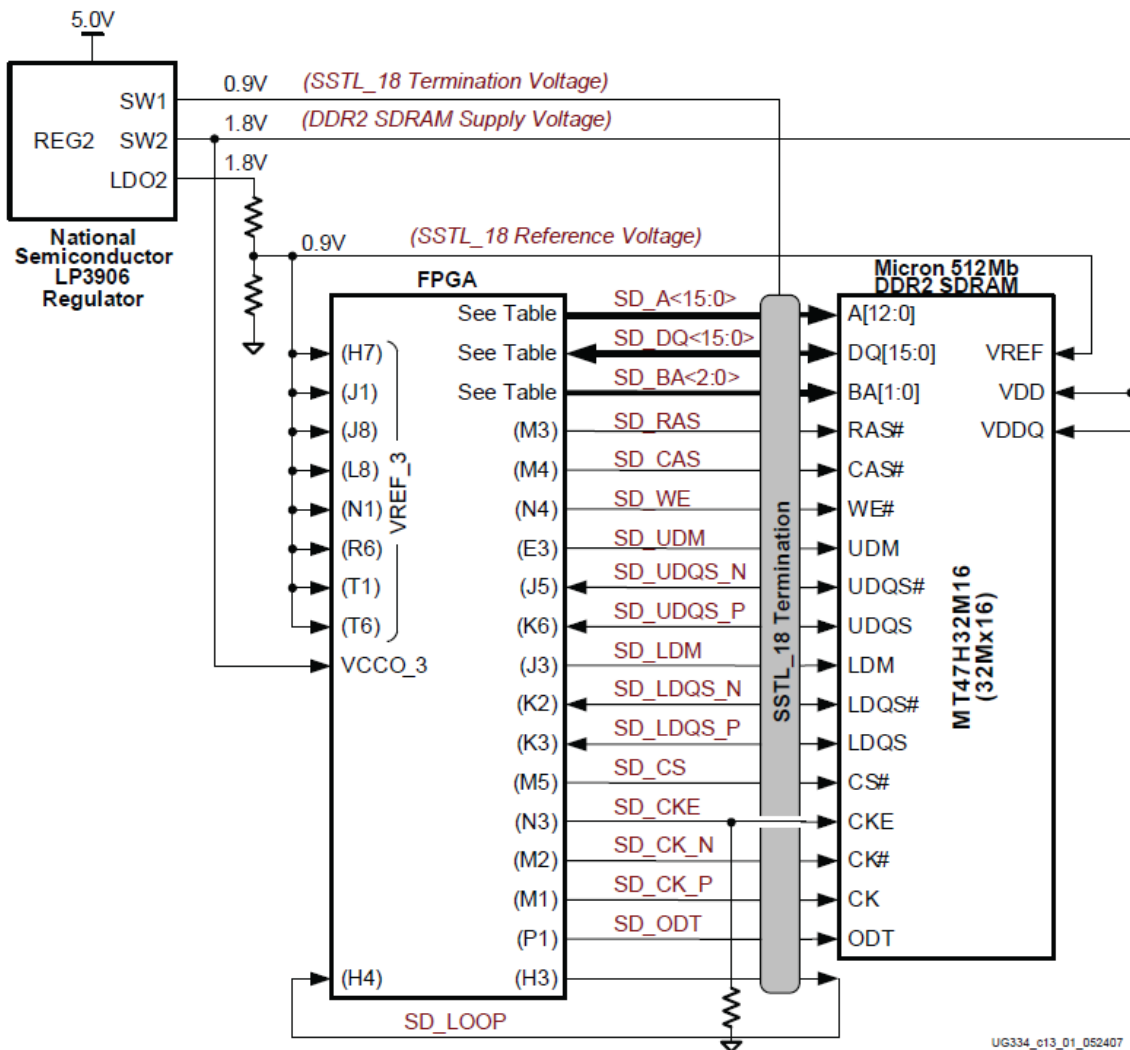 5.0V
REG2
SW1
SW2
LDO2
National
Semiconductor
LP3906
Regulator
0.9V (SSTL_18 Termination Voltage)
1.8V (DDR2 SDRAM Supply Voltage)
1.8V
0.9V (SSTL_18 Reference Voltage)
FPGA
Micron 512Mb
DDR2 SDRAM
See Table SD_A<15:0> A[12:0]
(H7) See Table SD_DQ<15:0> DQ[15:0] VREF
(J1) See Table SD_BA<2:0> BA[1:0] VDD
(J8) (M3) SD_RAS RAS# VDDQ
(L8) (M4) SD_CAS CAS#
(N1) (N4) SD_WE WE#
(R6) (E3) SD_UDM UDM
(T1) (J5) SD_UDQS_N UDQS#
(T6) (K6) SD_UDQS_P UDQS
VREF_3
VCCO_3 (J3) SD_LDM LDM
(K2) SD_LDQS_N LDQS#
(K3) SD_LDQS_P LDQS
(M5) SD_CS CS#
(N3) SD_CKE CKE
(M2) SD_CK_N CK#
(M1) SD_CK_P CK
(P1) SD_ODT ODT
(H4) (H3)
SD_LOOP
SSTL_18 Termination
MT47H32M16
(32Mx16)
UG334_c13_01_052407